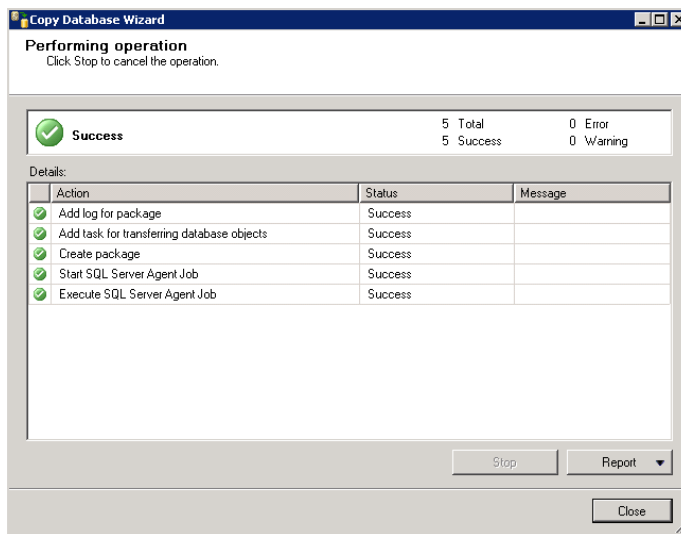 Copy Database Wizard
Performing operation
Click Stop to cancel the operation.
Success
5 Total 0 Error
5 Success 0 Warning
Details:
Action Status Message
Add log for package Success
Add task for transferring database objects Success
Create package Success
Start SQL Server Agent Job Success
Execute SQL Server Agent Job Success
Stop Report
Close